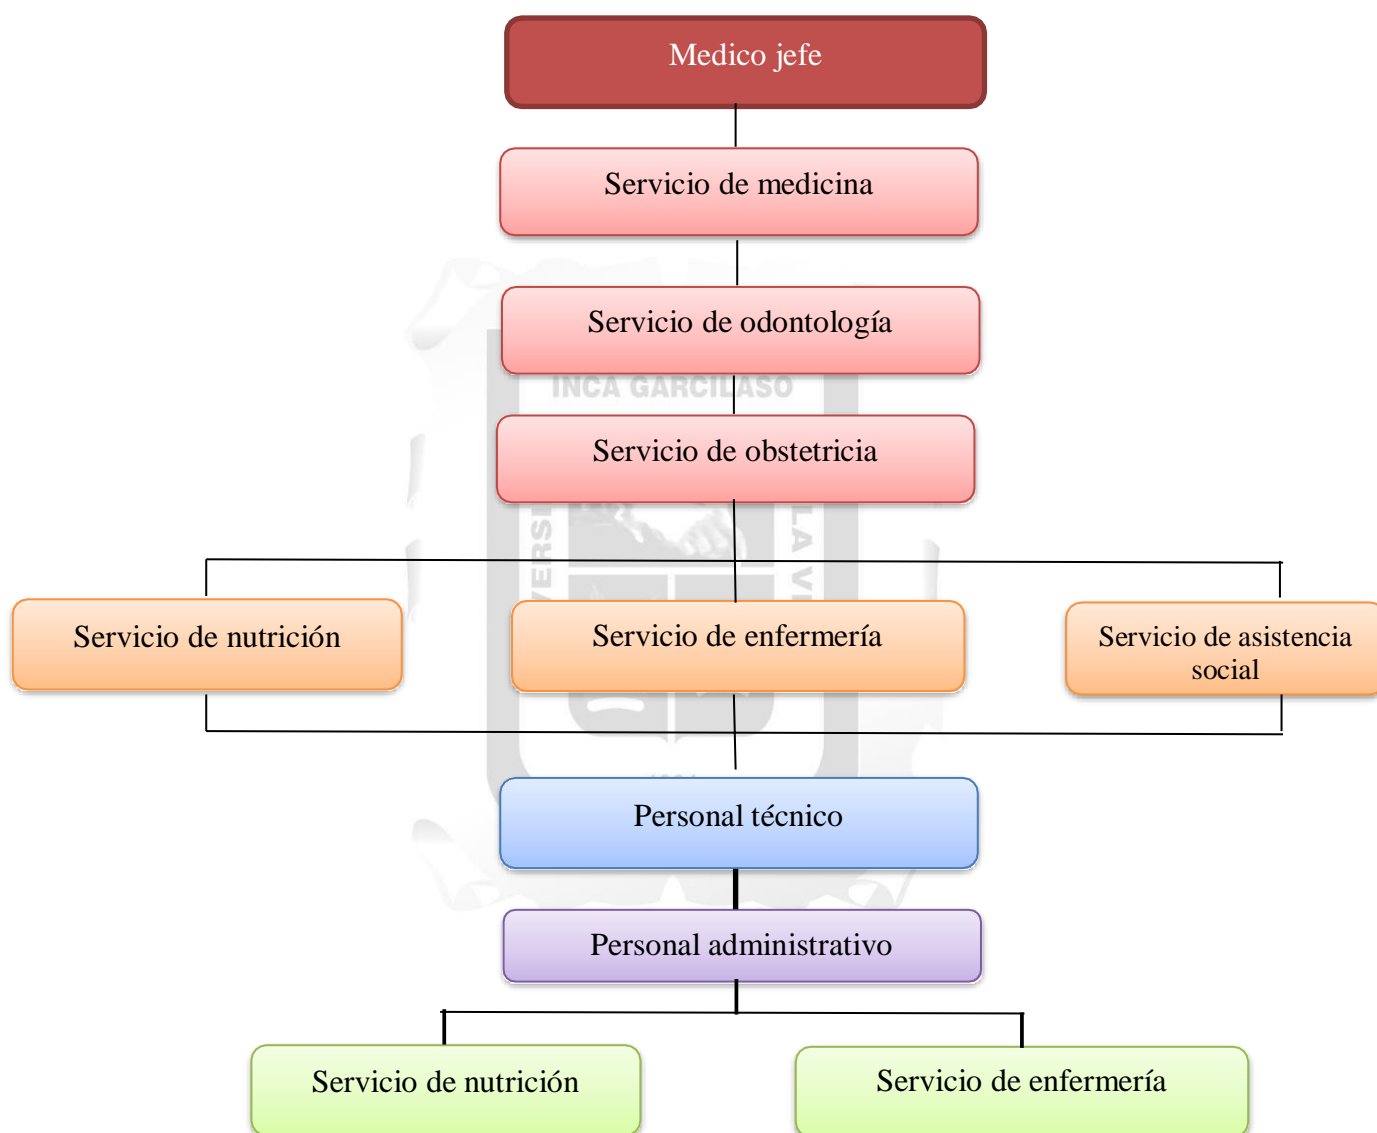 Medico jefe
Servicio de medicina
Servicio de odontología
INCA GARCILASO
Servicio de obstetricia
Servicio de nutrición
Servicio de enfermería
Servicio de asistencia
social
Personal técnico
Personal administrativo
Servicio de nutrición
Servicio de enfermería